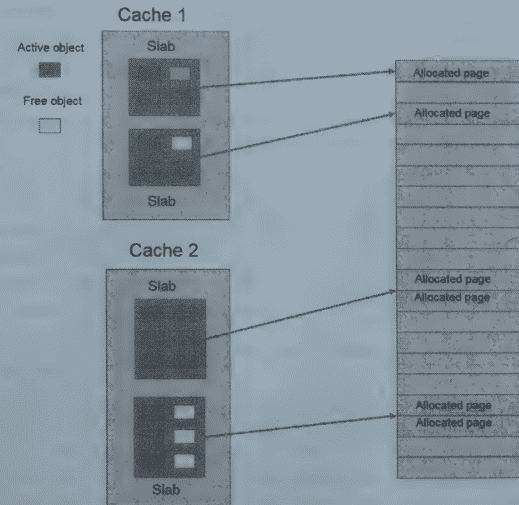 Cache 1
Active object
Free object
Slab
Slab
Cache 2
Slab
Slab
Allocated page
Allocated page
Allocated page
Allocated page
Allocated page
Allocated page